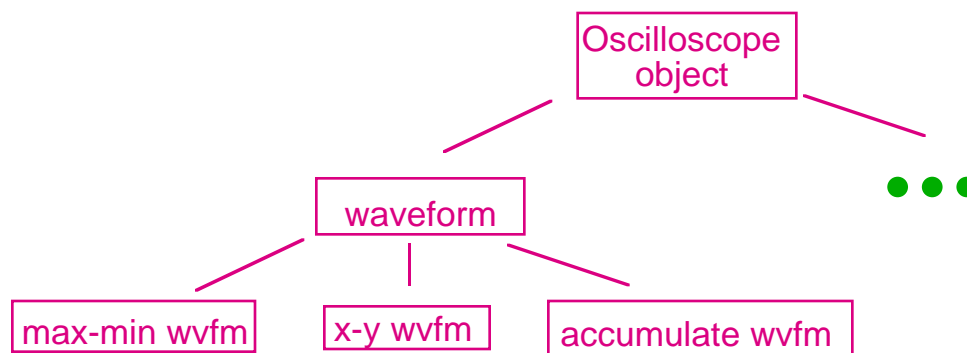 Oscilloscope
object
waveform
max-min wvfm
x-y wvfm
accumulate wvfm